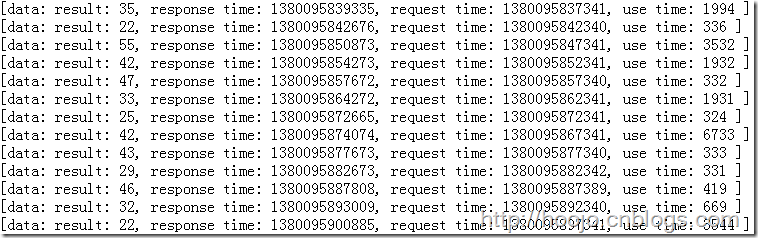 [data: result: 35, response time: 1380095839335, request time: 1380095837341, use time: 1994 ]
[data: result: 22, response time: 1380095842676, request time: 1380095842340, use time: 336 ]
[data: result: 55, response time: 1380095850873, request time: 1380095847341, use time: 3532 ]
[data: result: 42, response time: 1380095854273, request time: 1380095852341, use time: 1932 ]
[data: result: 47, response time: 1380095857672, request time: 1380095857340, use time: 332 ]
[data: result: 33, response time: 1380095864272, request time: 1380095862341, use time: 1931 ]
[data: result: 25, response time: 1380095872665, request time: 1380095872341, use time: 324 ]
[data: result: 42, response time: 1380095874074, request time: 1380095867341, use time: 6733 ]
[data: result: 43, response time: 1380095877673, request time: 1380095877340, use time: 333 ]
[data: result: 29, response time: 1380095882673, request time: 1380095882342, use time: 331 ]
[data: result: 46, response time: 1380095887808, request time: 1380095887389, use time: 419 ]
[data: result: 32, response time: 1380095893009, request time: 1380095892340, use time: 669 ]
[data: result: 22, response time: 1380095900885, request time: 1380095897341, use time: 3544 ]
http://hoojo.cnblogs.com